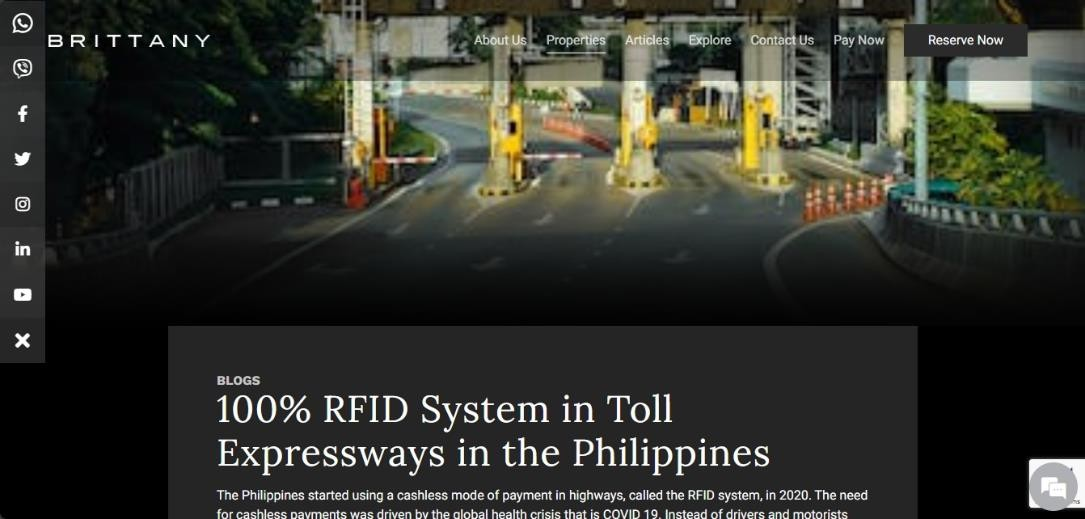 BRITTANY
About Us Properties Articles Explore Contact Us Pay Now Reserve Now
BLOGS
100% RFID System in Toll
Expressways in the Philippines
The Philippines started using a cashless mode of payment in highways, called the RFID system, in 2020. The need
for cashless payments was driven by the global health crisis that is COVID 19. Instead of drivers and motorists